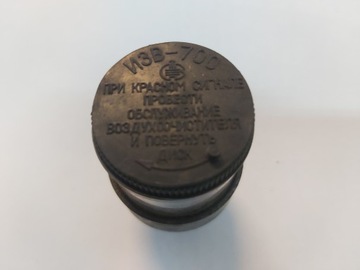 ИЗВ-700
ПРИ КРАСНОМ СИГНАЛЕ
ПРОВЕСТИ
ОБСЛУЖИВАНИЕ
ВОЗДУХООЧИСТИТЕЛЯ
И ПОВЕРНУТЬ
ДИСК